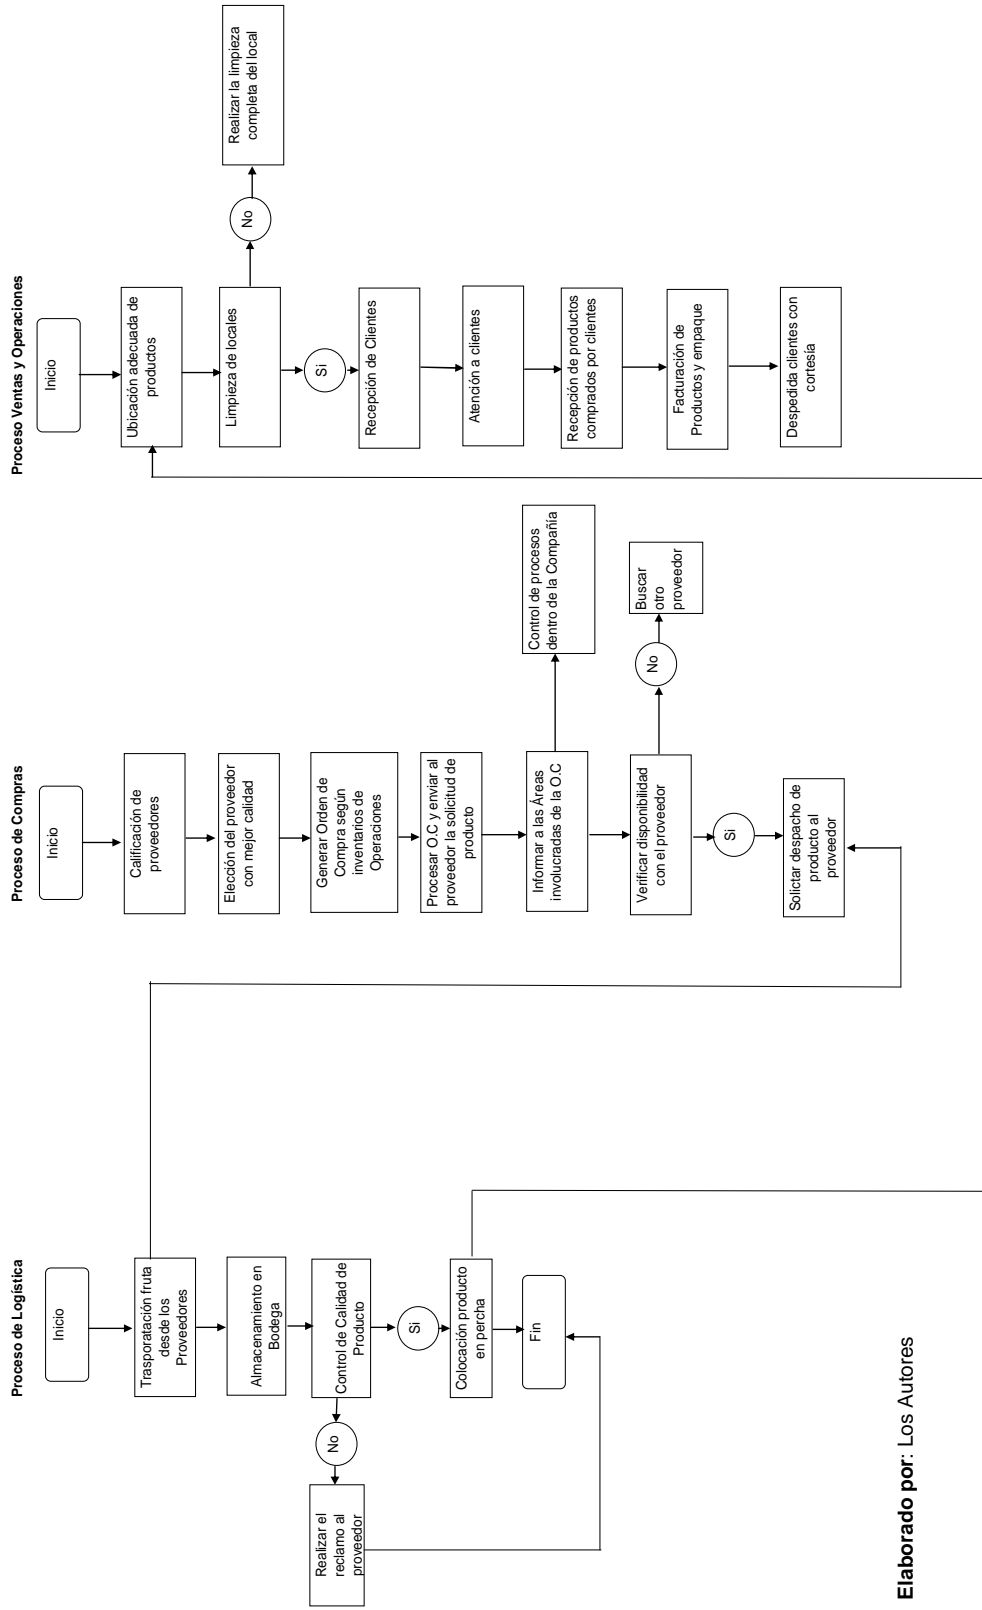 Proceso de Logística
Inicio
Trasporatación fruta
desde los
Proveedores
Almacenamiento en
Bodega
Control de Calidad de
Producto
No
Realizar el
reclamo al
proveedor
Si
Colocación producto
en percha
Fin
Proceso de Compras
Inicio
Calificación de
proveedores
Elección del proveedor
con mejor calidad
Generar Orden de
Compra según
inventarios de
Operaciones
Procesar O.C y enviar al
proveedor la solicitud de
producto
Informar a las Áreas
involucradas de la O.C
Control de procesos
dentro de la Compañía
Verificar disponibilidad
con el proveedor
No
Buscar
otro
proveedor
Si
Solictar despacho de
producto al
proveedor
Proceso Ventas y Operaciones
Inicio
Ubicación adecuada de
productos
Limpieza de locales
No
Realizar la limpieza
completa del local
Si
Recepción de Clientes
Atención a clientes
Recepción de productos
comprados por clientes
Facturación de
Productos y empaque
Despedida clientes con
cortesía
Elaborado por: Los Autores